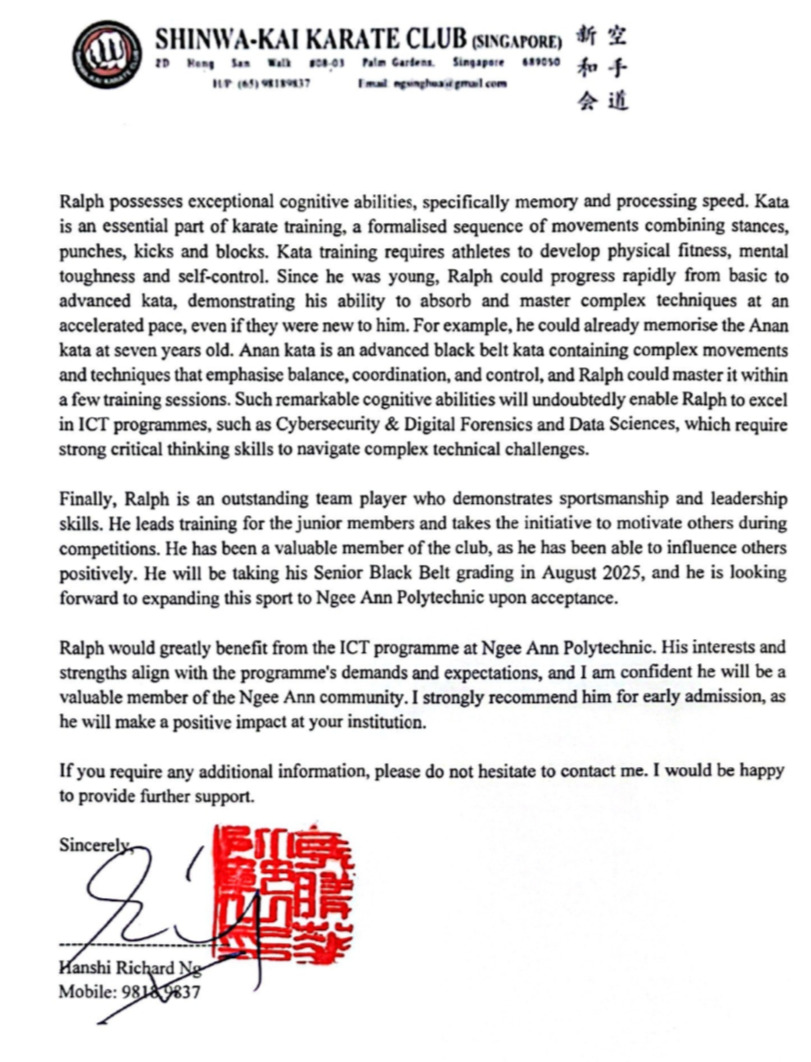 SHINWA-KAI KARATE CLUB (SINGAPORE)
2D Hong San Walk #08-03 Palm Gardens. Singapore 689050
H/P (65) 98189837 Email
新 空
和 手
会 道
SHINWA-KAI KARATE CLUB
Ralph possesses exceptional cognitive abilities, specifically memory and processing speed. Kata
is an essential part of karate training, a formalised sequence of movements combining stances,
punches, kicks and blocks. Kata training requires athletes to develop physical fitness, mental
toughness and self-control. Since he was young, Ralph could progress rapidly from basic to
advanced kata, demonstrating his ability to absorb and master complex techniques at an
accelerated pace, even if they were new to him. For example, he could already memorise the Anan
kata at seven years old. Anan kata is an advanced black belt kata containing complex movements
and techniques that emphasise balance, coordination, and control, and Ralph could master it within
a few training sessions. Such remarkable cognitive abilities will undoubtedly enable Ralph to excel
in ICT programmes, such as Cybersecurity & Digital Forensics and Data Sciences, which require
strong critical thinking skills to navigate complex technical challenges.
Finally, Ralph is an outstanding team player who demonstrates sportsmanship and leadership
skills. He leads training for the junior members and takes the initiative to motivate others during
competitions. He has been a valuable member of the club, as he has been able to influence others
positively. He will be taking his Senior Black Belt grading in August 2025, and he is looking
forward to expanding this sport to Ngee Ann Polytechnic upon acceptance.
Ralph would greatly benefit from the ICT programme at Ngee Ann Polytechnic. His interests and
strengths align with the programme's demands and expectations, and I am confident he will be a
valuable member of the Ngee Ann community. I strongly recommend him for early admission, as
he will make a positive impact at your institution.
If you require any additional information, please do not hesitate to contact me. I would be happy
to provide further support.
Sincerely,
Hanshi Richard Ng
Mobile: 9818 9837